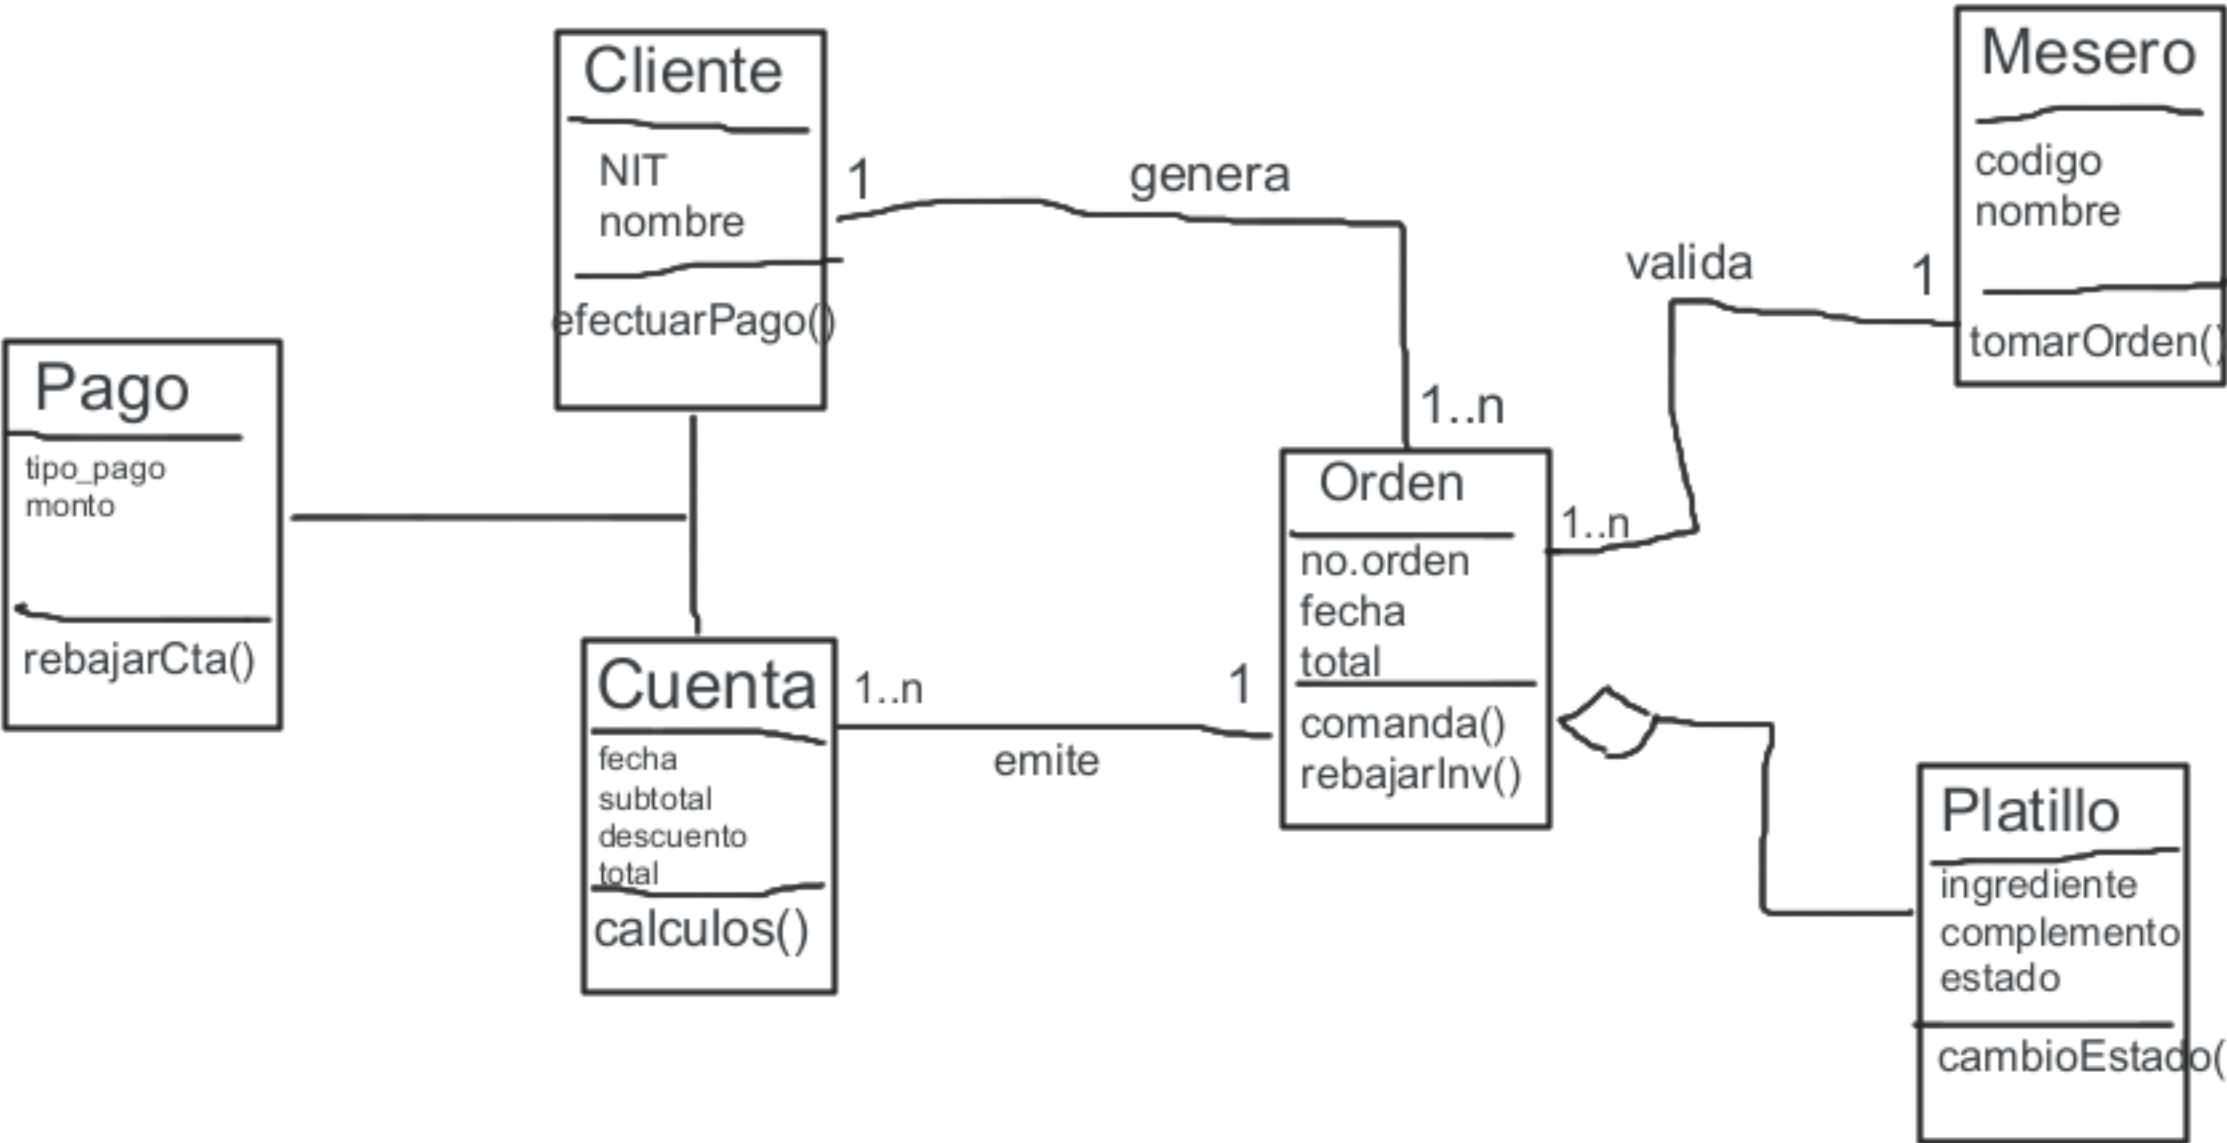 Cliente
NIT
nombre
efectuarPago()
1
genera
1..n
Mesero
codigo
nombre
tomarOrden()
valida
1
1..n
Pago
tipo_pago
monto
rebajarCta()
Orden
no.orden
fecha
total
comanda()
rebajarInv()
Cuenta
fecha
subtotal
descuento
total
calculos()
1..n
1
emite
Platillo
ingrediente
complemento
estado
cambioEstado(